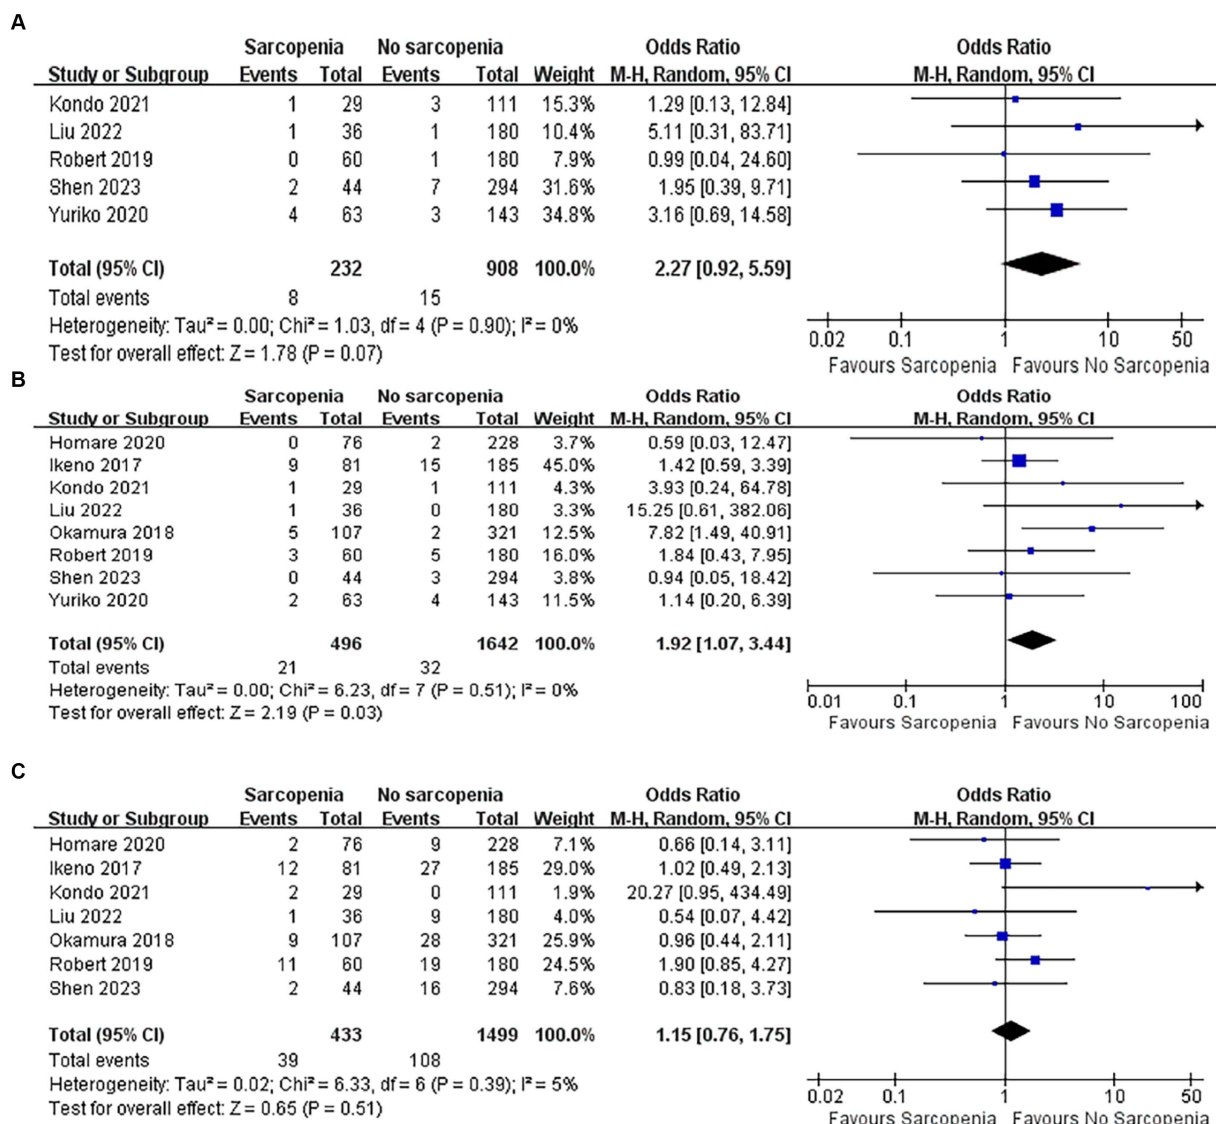 A
Sarcopenia No sarcopenia Odds Ratio Odds Ratio
Study or Subgroup Events Total Events Total Weight M-H, Random, 95% CI M-H, Random, 95% CI
Kondo 2021 1 29 3 111 15.3% 1.29 [0.13, 12.84]
Liu 2022 1 36 1 180 10.4% 5.11 [0.31, 83.71]
Robert 2019 0 60 1 180 7.9% 0.99 [0.04, 24.60]
Shen 2023 2 44 7 294 31.6% 1.95 [0.39, 9.71]
Yuriko 2020 4 63 3 143 34.8% 3.16 [0.69, 14.58]
Total (95% CI) 232 908 100.0% 2.27 [0.92, 5.59]
Total events 8 15
Heterogeneity: Tau² = 0.00; Chi² = 1.03, df = 4 (P = 0.90); I² = 0%
Test for overall effect: Z = 1.78 (P = 0.07)
0.02 0.1 1 10 50
Favours Sarcopenia Favours No Sarcopenia
B
Sarcopenia No sarcopenia Odds Ratio Odds Ratio
Study or Subgroup Events Total Events Total Weight M-H, Random, 95% CI M-H, Random, 95% CI
Homare 2020 0 76 2 228 3.7% 0.59 [0.03, 12.47]
Ikeno 2017 9 81 15 185 45.0% 1.42 [0.59, 3.39]
Kondo 2021 1 29 1 111 4.3% 3.93 [0.24, 64.78]
Liu 2022 1 36 0 180 3.3% 15.25 [0.61, 382.06]
Okamura 2018 5 107 2 321 12.5% 7.82 [1.49, 40.91]
Robert 2019 3 60 5 180 16.0% 1.84 [0.43, 7.95]
Shen 2023 0 44 3 294 3.8% 0.94 [0.05, 18.42]
Yuriko 2020 2 63 4 143 11.5% 1.14 [0.20, 6.39]
Total (95% CI) 496 1642 100.0% 1.92 [1.07, 3.44]
Total events 21 32
Heterogeneity: Tau² = 0.00; Chi² = 6.23, df = 7 (P = 0.51); I² = 0%
Test for overall effect: Z = 2.19 (P = 0.03)
0.01 0.1 1 10 100
Favours Sarcopenia Favours No Sarcopenia
C
Sarcopenia No sarcopenia Odds Ratio Odds Ratio
Study or Subgroup Events Total Events Total Weight M-H, Random, 95% CI M-H, Random, 95% CI
Homare 2020 2 76 9 228 7.1% 0.66 [0.14, 3.11]
Ikeno 2017 12 81 27 185 29.0% 1.02 [0.49, 2.13]
Kondo 2021 2 29 0 111 1.9% 20.27 [0.95, 434.49]
Liu 2022 1 36 9 180 4.0% 0.54 [0.07, 4.42]
Okamura 2018 9 107 28 321 25.9% 0.96 [0.44, 2.11]
Robert 2019 11 60 19 180 24.5% 1.90 [0.85, 4.27]
Shen 2023 2 44 16 294 7.6% 0.83 [0.18, 3.73]
Total (95% CI) 433 1499 100.0% 1.15 [0.76, 1.75]
Total events 39 108
Heterogeneity: Tau² = 0.02; Chi² = 6.33, df = 6 (P = 0.39); I² = 5%
Test for overall effect: Z = 0.65 (P = 0.51)
0.02 0.1 1 10 50
Favours Sarcopenia Favours No Sarcopenia